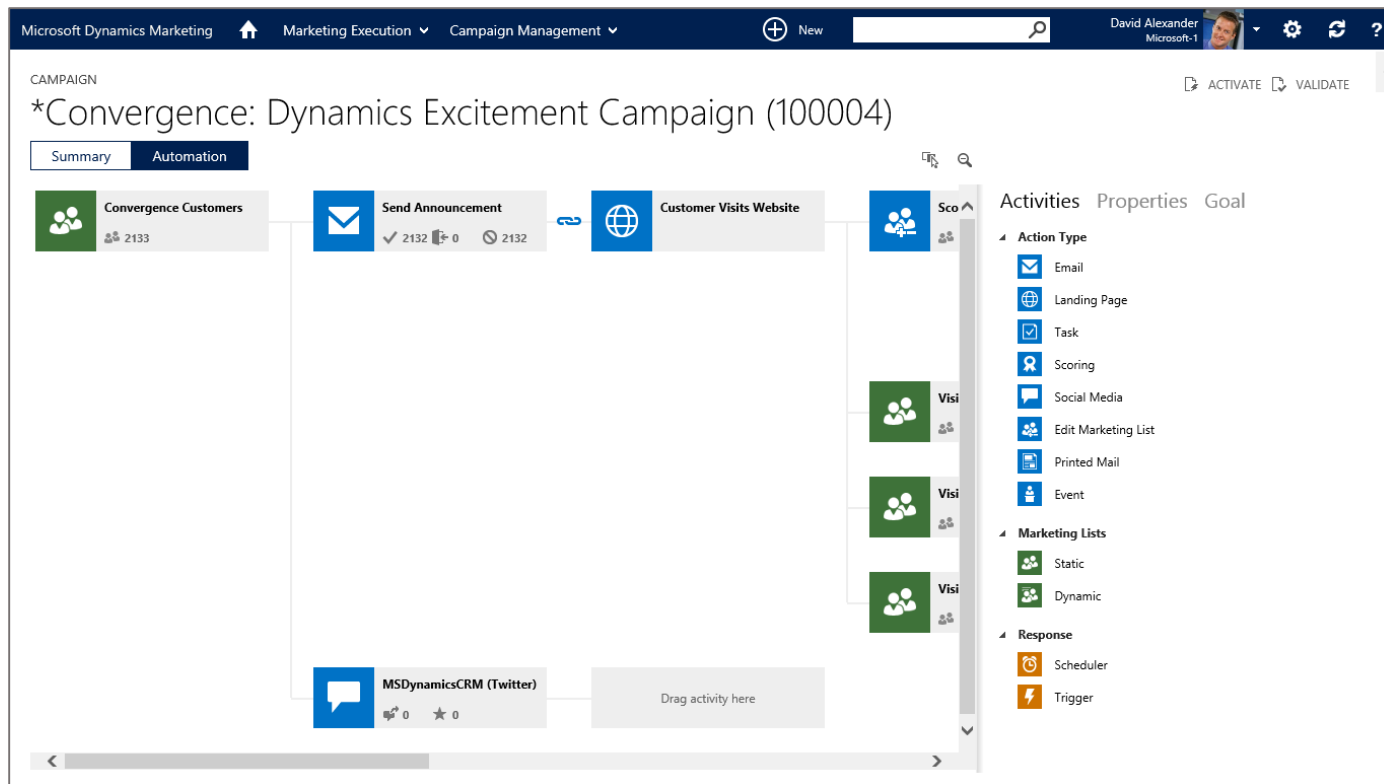 Microsoft Dynamics Marketing
Marketing Execution
Campaign Management
New
David Alexander
Microsoft-1
?
CAMPAIGN
ACTIVATE
VALIDATE
*Convergence: Dynamics Excitement Campaign (100004)
Summary
Automation
Convergence Customers
2133
Send Announcement
2132 0 2132
Customer Visits Website
Sco
Visi
Visi
Visi
MSDynamicsCRM (Twitter)
0 0
Drag activity here
Activities Properties Goal
Action Type
Email
Landing Page
Task
Scoring
Social Media
Edit Marketing List
Printed Mail
Event
Marketing Lists
Static
Dynamic
Response
Scheduler
Trigger